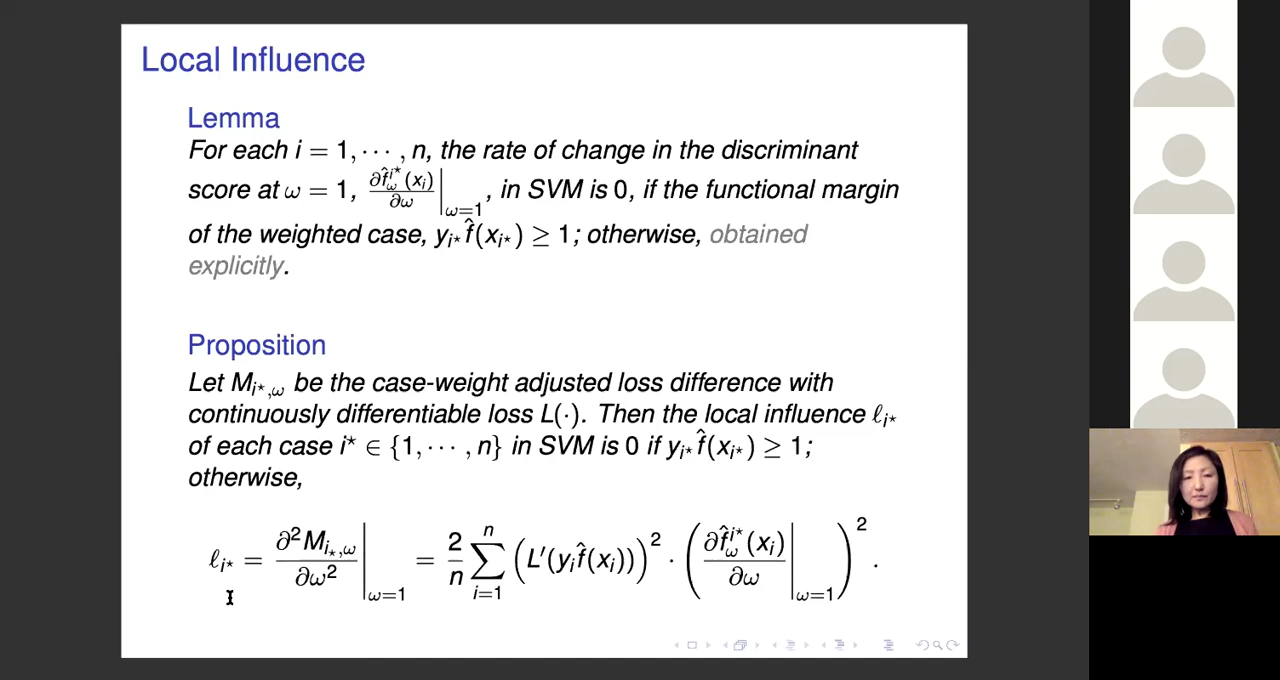 Local Influence
Lemma
For each i = 1, ··· , n, the rate of change in the discriminant
score at ω = 1, ∂f̂_ω^{i⋆}(x_i)/∂ω |_{ω=1}, in SVM is 0, if the functional margin
of the weighted case, y_{i⋆}f̂(x_{i⋆}) ≥ 1; otherwise, obtained
explicitly.
Proposition
Let M_{i⋆,ω} be the case-weight adjusted loss difference with
continuously differentiable loss L(·). Then the local influence ℓ_{i⋆}
of each case i⋆ ∈ {1, ··· , n} in SVM is 0 if y_{i⋆}f̂(x_{i⋆}) ≥ 1;
otherwise,
ℓ_{i⋆} = ∂²M_{i⋆,ω}/∂ω² |_{ω=1} = 2/n ∑_{i=1}^{n} (L′(y_i f̂(x_i)))² · (∂f̂_ω^{i⋆}(x_i)/∂ω |_{ω=1})².